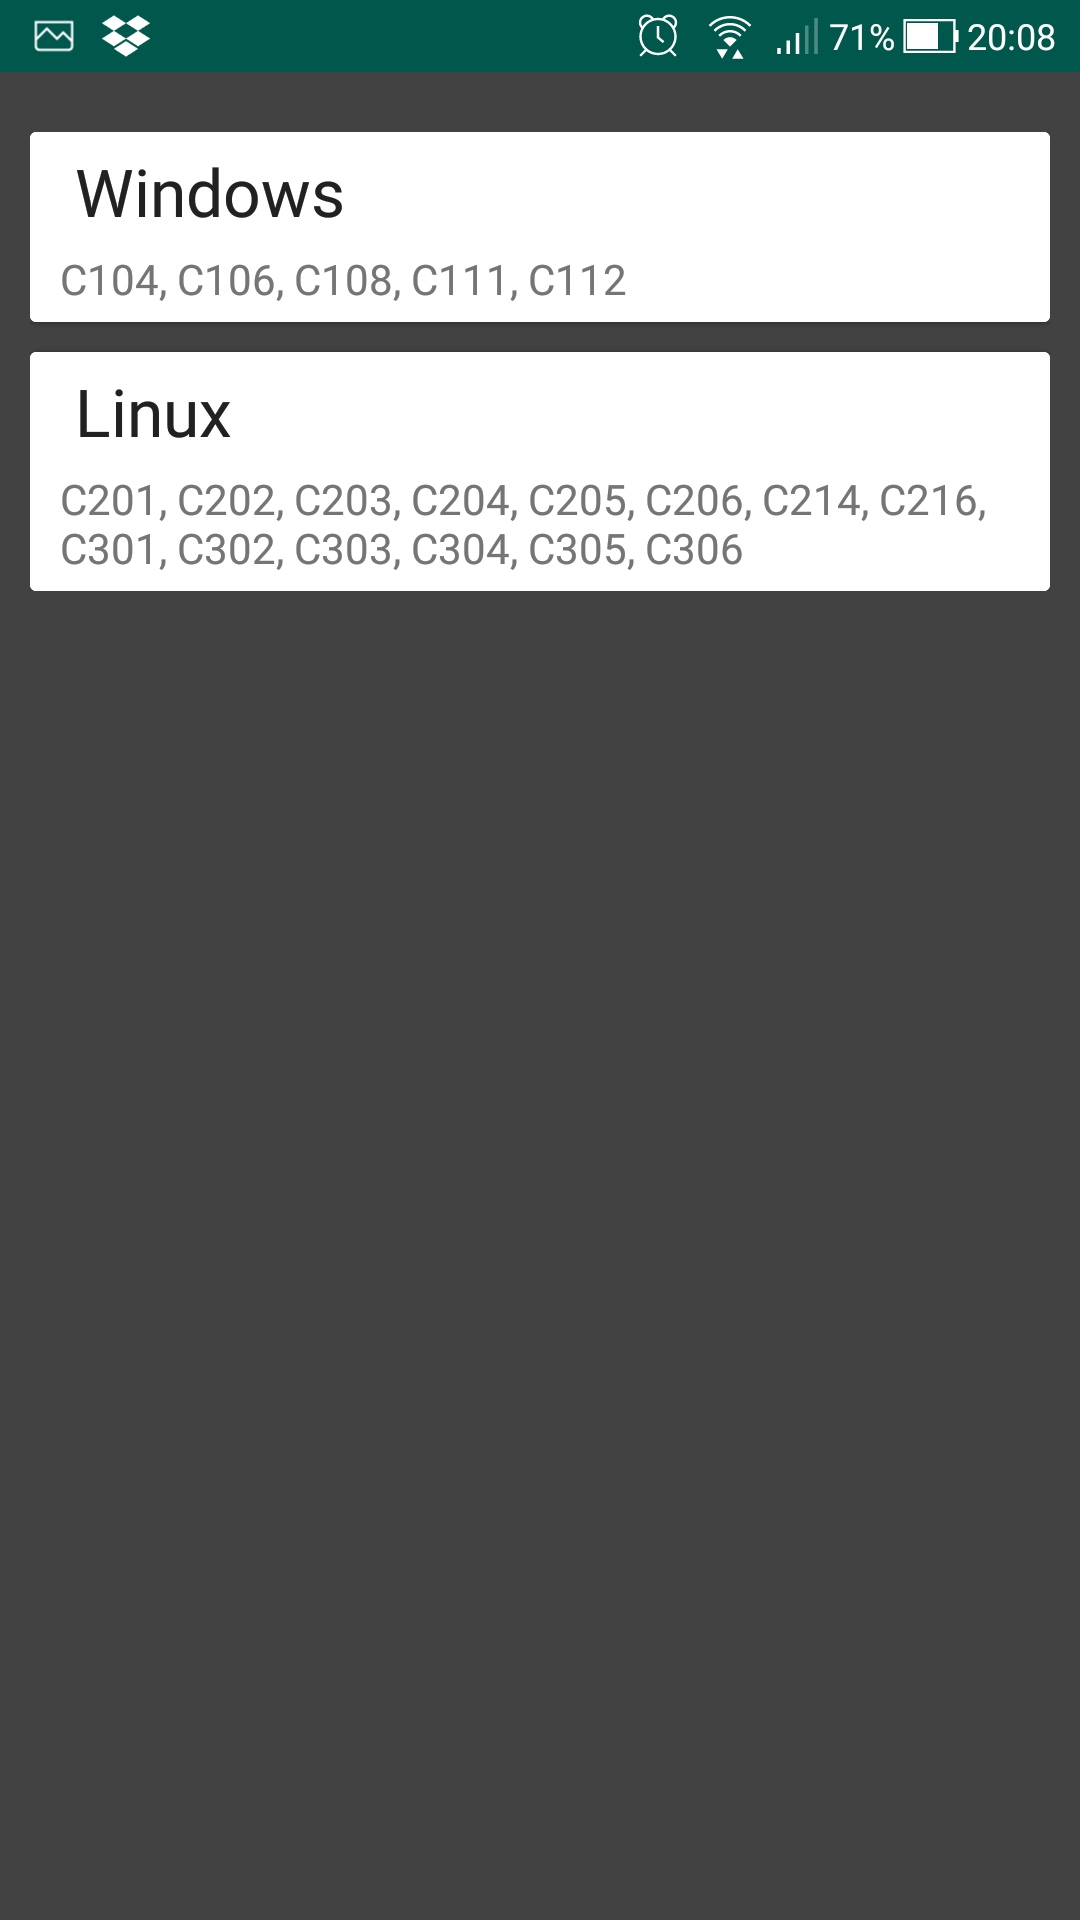 71% 20:08
Windows
C104, C106, C108, C111, C112
Linux
C201, C202, C203, C204, C205, C206, C214, C216,
C301, C302, C303, C304, C305, C306